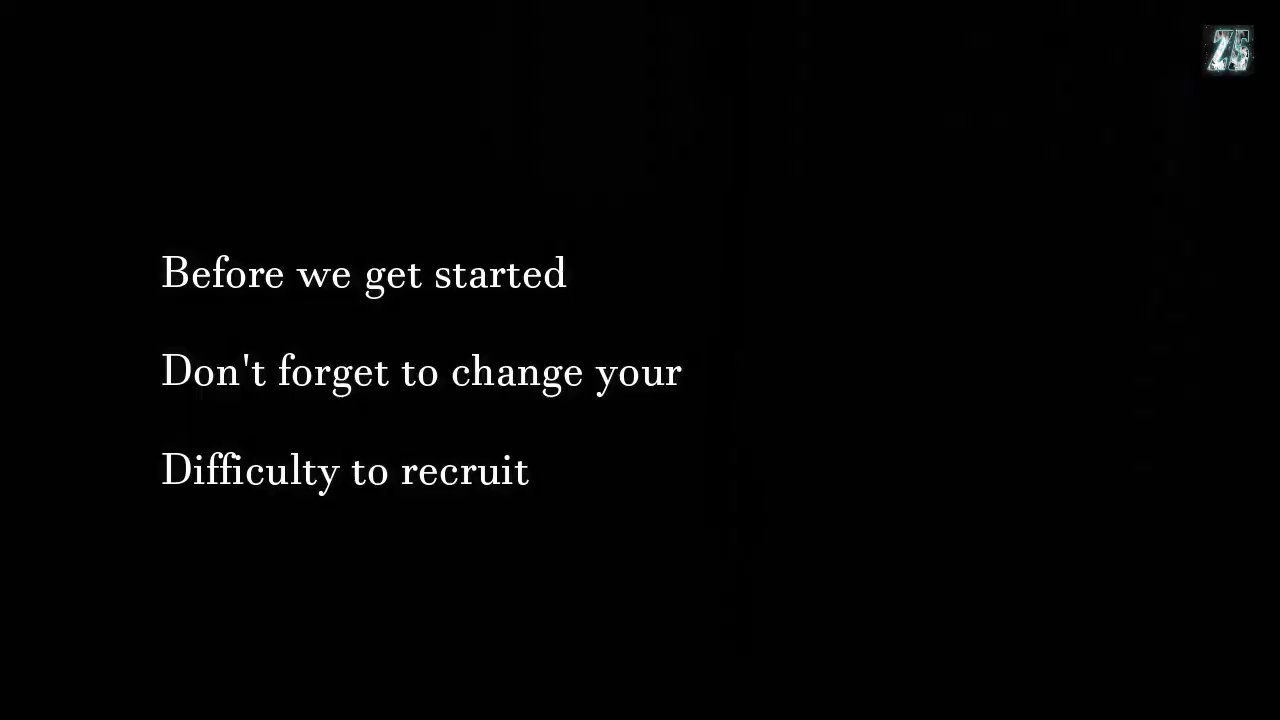 Before we get started
Don't forget to change your
Difficulty to recruit